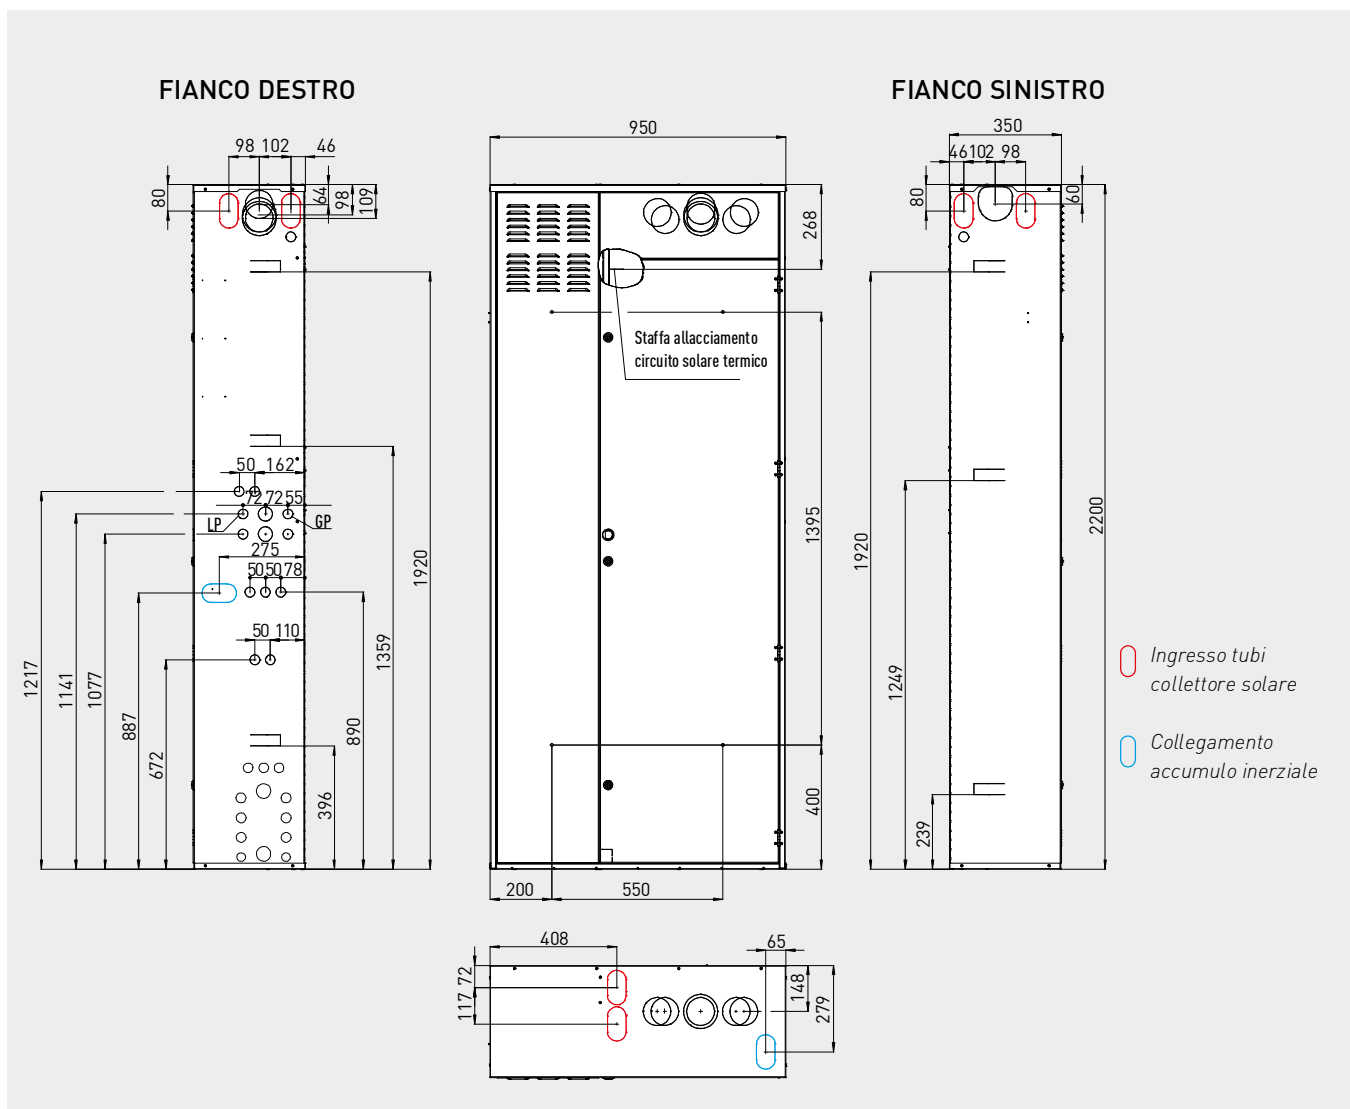 FIANCO DESTRO
FIANCO SINISTRO
98 102 46
80
64
98
109
50 162
72 72 55
LP
GP
275
50 50 78
50 110
1217
1141
1077
887
672
396
890
1359
1920
950
268
Staffa allacciamento
circuito solare termico
1395
400
200 550
350
46 102 98
80
60
1920
1249
239
2200
Ingresso tubi
collettore solare
Collegamento
accumulo inerziale
408
65
72
117
148
279